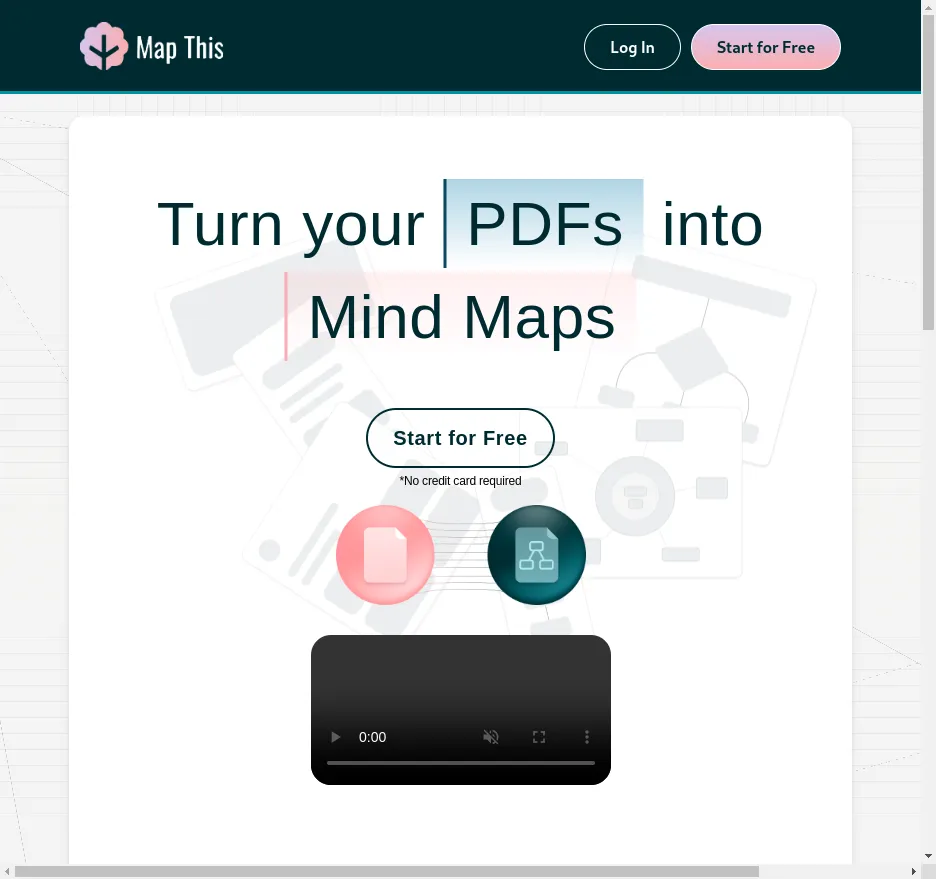 Map This
Log In
Start for Free
Turn your PDFs into
Mind Maps
Start for Free
*No credit card required
0:00